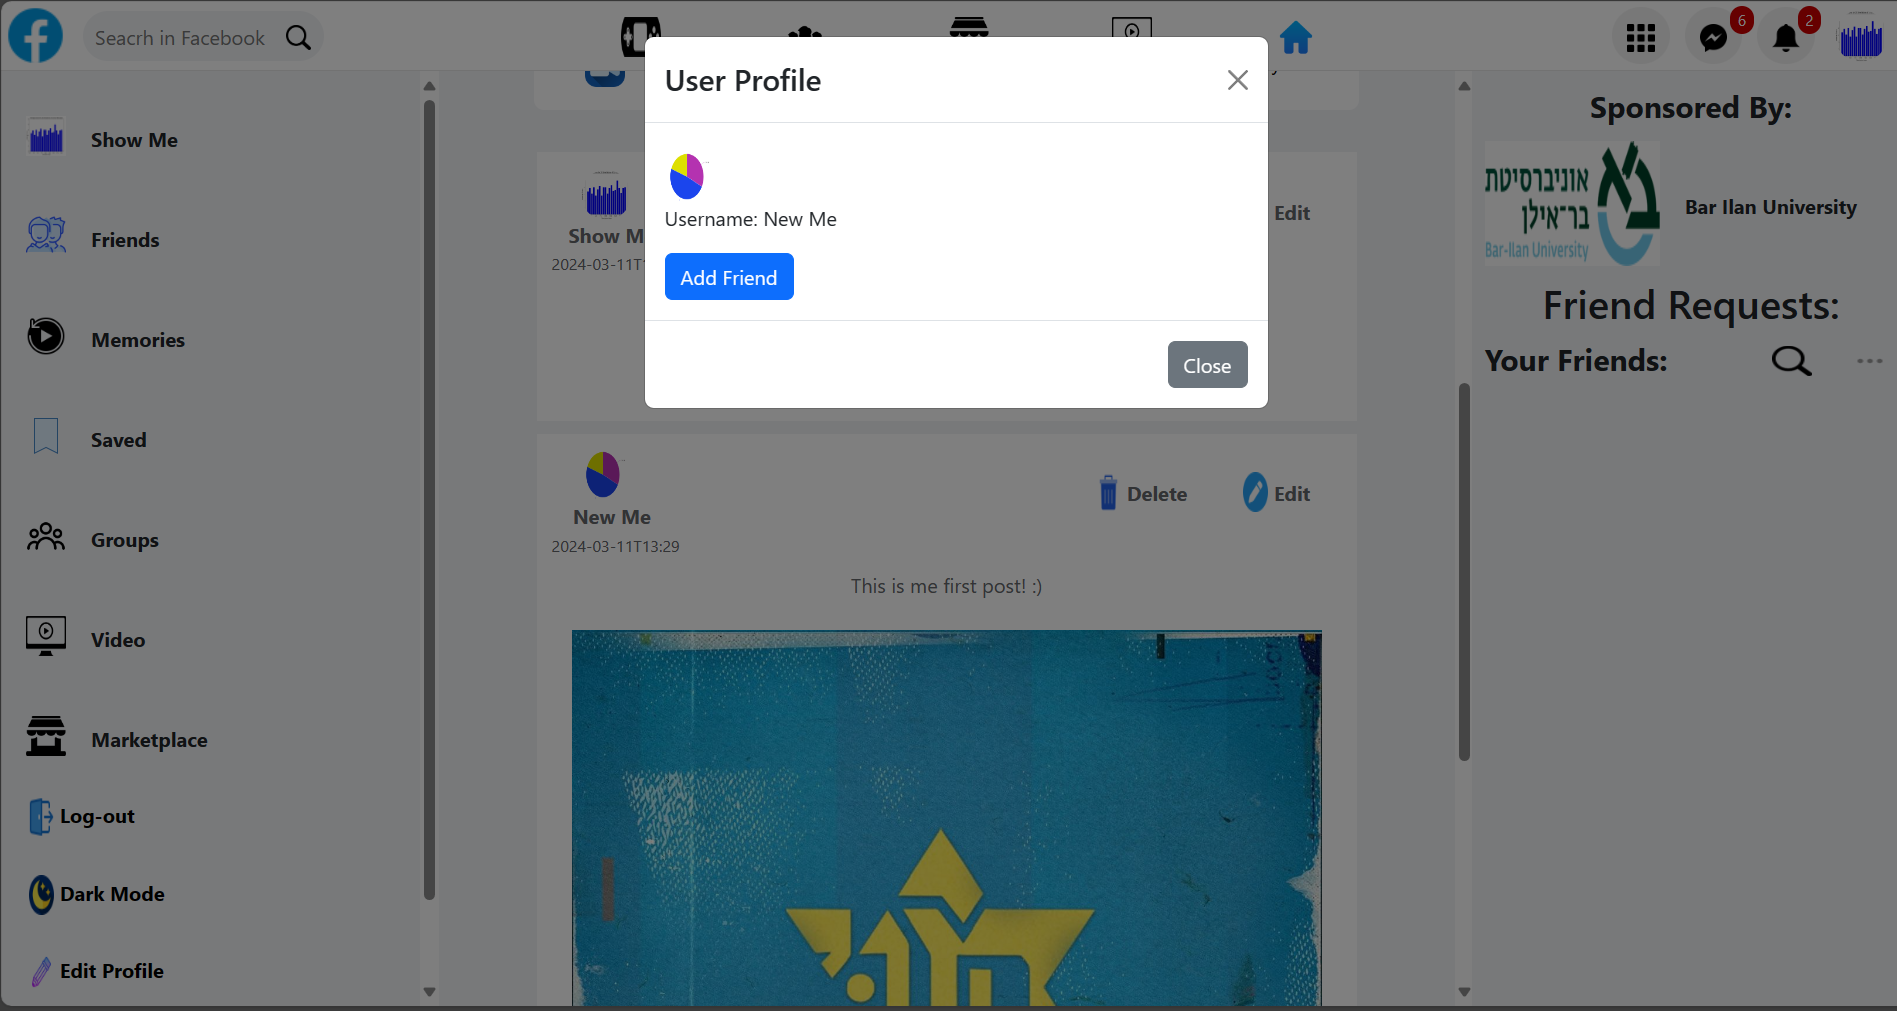 Seacrh in Facebook
6
2
Show Me
Friends
Memories
Saved
Groups
Video
Marketplace
Log-out
Dark Mode
Edit Profile
User Profile
Username: New Me
Add Friend
Close
Show M
2024-03-11T
Edit
New Me
2024-03-11T13:29
Delete
Edit
This is me first post! :)
Sponsored By:
אוניברסיטת
בר־אילן
Bar-Ilan University
Bar Ilan University
Friend Requests:
Your Friends: